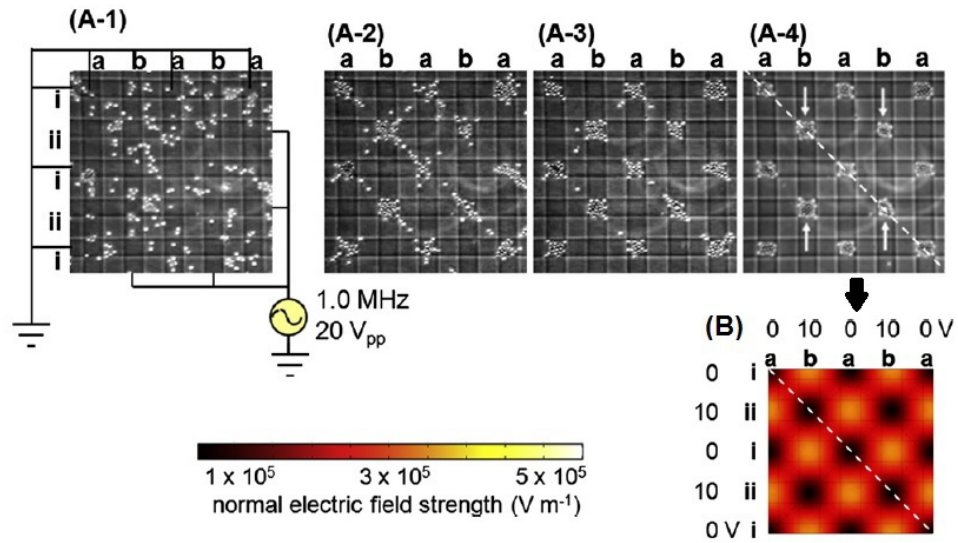 (A-1)
a b a b a
i
ii
i
ii
i
1.0 MHz
20 Vpp
(A-2)
a b a b a
(A-3)
a b a b a
(A-4)
a b a b a
(B) 0 10 0 10 0 V
a b a b a
0 i
10 ii
0 i
10 ii
0 V i
1 x 10⁵ 3 x 10⁵ 5 x 10⁵
normal electric field strength (V m⁻¹)